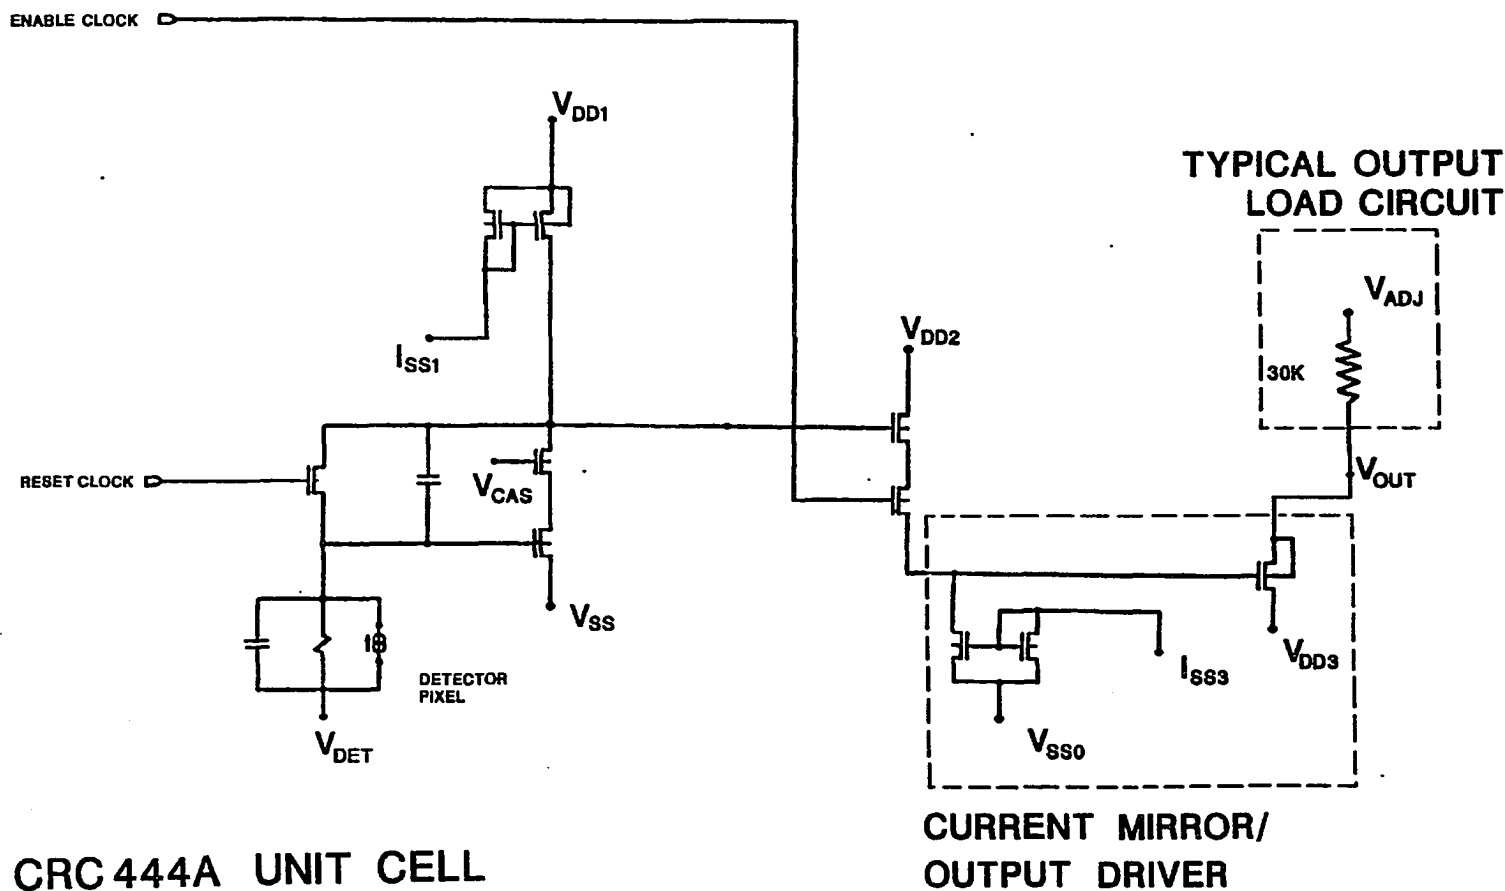 ENABLE CLOCK
VDD1
TYPICAL OUTPUT
LOAD CIRCUIT
VADJ
30K
ISS1
VDD2
RESET CLOCK
VCAS
VOUT
VSS
DETECTOR
PIXEL
VDET
ISS3
VDD3
VSS0
CURRENT MIRROR/
OUTPUT DRIVER
CRC 444A UNIT CELL